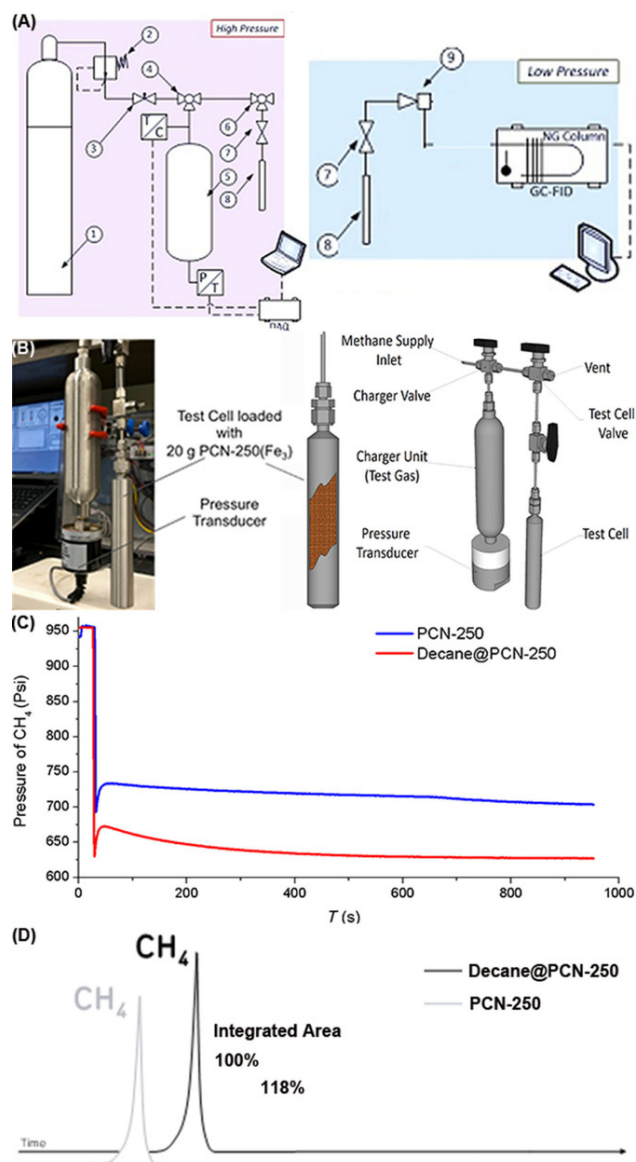 (A)
High Pressure
2
4
T
C
3
6
7
5
8
1
P
T
DAQ
Low Pressure
9
7
8
NG Column
GC-FID
(B)
Test Cell loaded
with
20 g PCN-250(Fe₃)
Pressure
Transducer
Methane Supply
Inlet
Charger Valve
Charger Unit
(Test Gas)
Pressure
Transducer
Vent
Test Cell
Valve
Test Cell
(C)
PCN-250
Decane@PCN-250
950
900
850
800
750
700
650
600
Pressure of CH₄ (Psi)
0
200
400
600
800
1000
T (s)
(D)
CH₄
CH₄
Decane@PCN-250
PCN-250
Integrated Area
100%
118%
Time